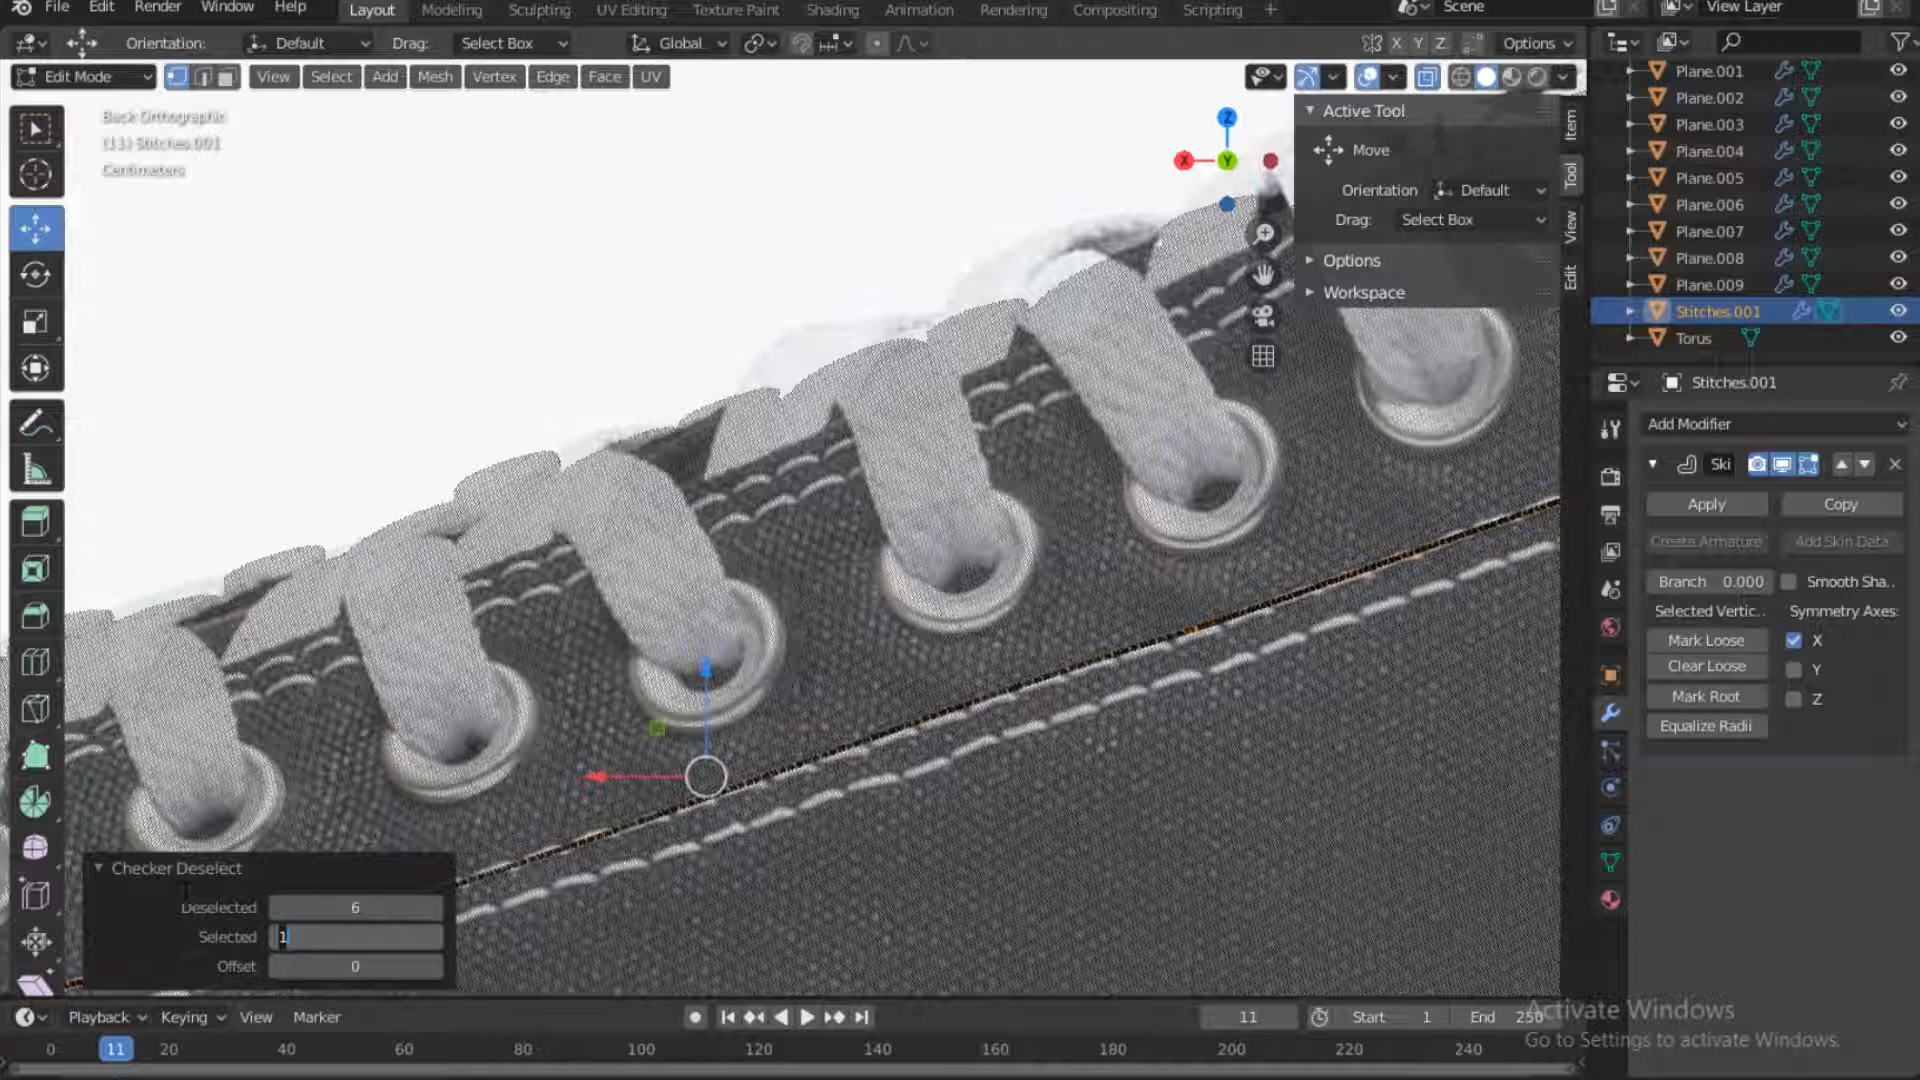 File Edit Render Window Help Layout Modeling Sculpting UV Editing Texture Paint Shading Animation Rendering Compositing Scripting + Scene View Layer
Orientation: Default Drag: Select Box Global X Y Z Options
Edit Mode View Select Add Mesh Vertex Edge Face UV
Back Orthographic
(11) Stitches.001
Centimeters
Z
X
Y
Active Tool
Move
Orientation Default
Drag: Select Box
Options
Workspace
Item
Tool
View
Edit
Plane.001
Plane.002
Plane.003
Plane.004
Plane.005
Plane.006
Plane.007
Plane.008
Plane.009
Stitches.001
Torus
Stitches.001
Add Modifier
Ski
Apply Copy
Create Armature Add Skin Data
Branch 0.000 Smooth Sha..
Selected Vertic.. Symmetry Axes:
Mark Loose X
Clear Loose Y
Mark Root Z
Equalize Radii
Checker Deselect
Deselected 6
Selected 1
Offset 0
Playback Keying View Marker 11 Start 1 End 250
0 11 20 40 60 80 100 120 140 160 180 200 220 240
Activate Windows
Go to Settings to activate Windows.